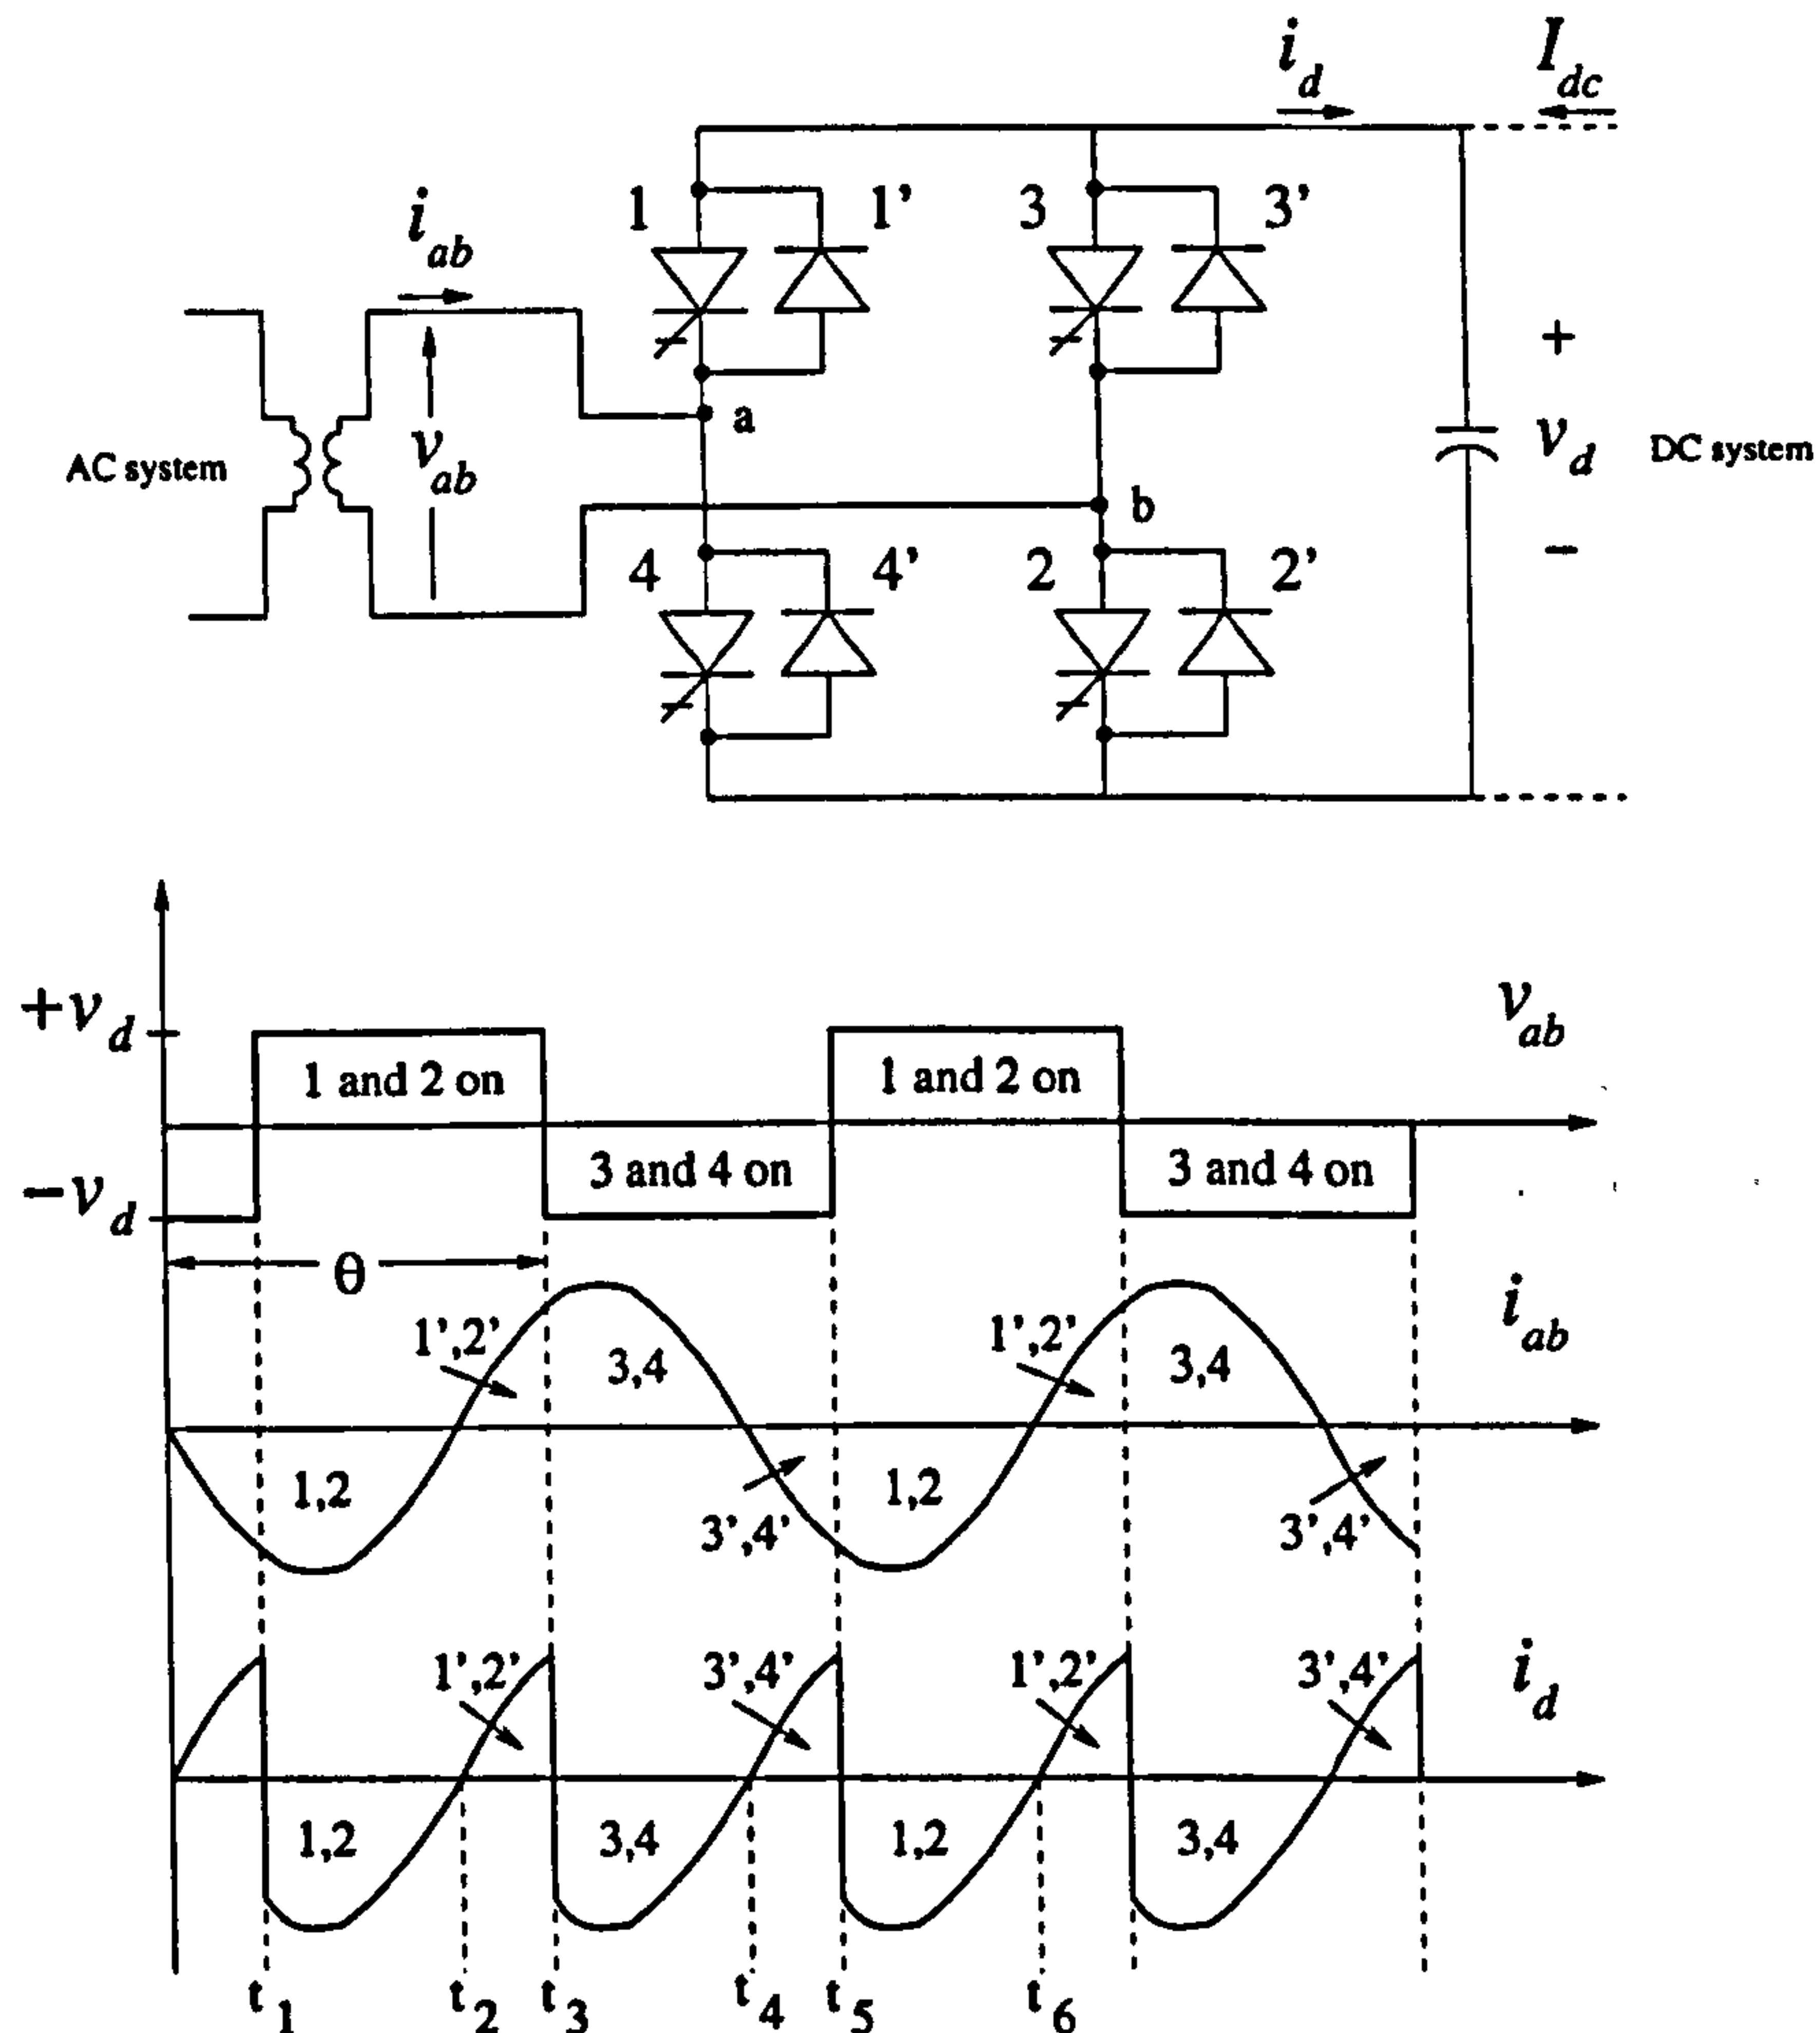 i_d
I_dc
1
1'
3
3'
i_ab
+
a
v_ab
v_d
AC system
DC system
b
4
4'
2
2'
−
+v_d
v_ab
1 and 2 on
1 and 2 on
3 and 4 on
3 and 4 on
−v_d
θ
i_ab
1',2'
3,4
1',2'
3,4
1,2
1,2
3',4'
3',4'
1',2'
3',4'
1',2'
3',4'
i_d
1,2
3,4
1,2
3,4
t_1
t_2
t_3
t_4
t_5
t_6